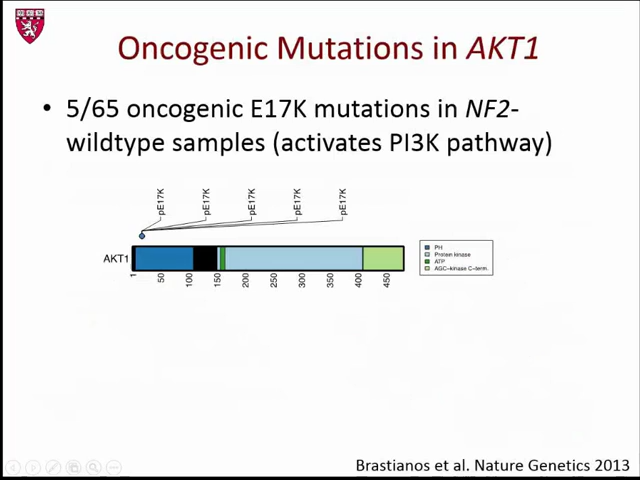 Oncogenic Mutations in AKT1
• 5/65 oncogenic E17K mutations in NF2-
wildtype samples (activates PI3K pathway)
pE17K pE17K pE17K pE17K pE17K
AKT1
1 50 100 150 200 250 300 350 400 450
PH
Protein kinase
ATP
AGC-kinase C-term.
Brastianos et al. Nature Genetics 2013